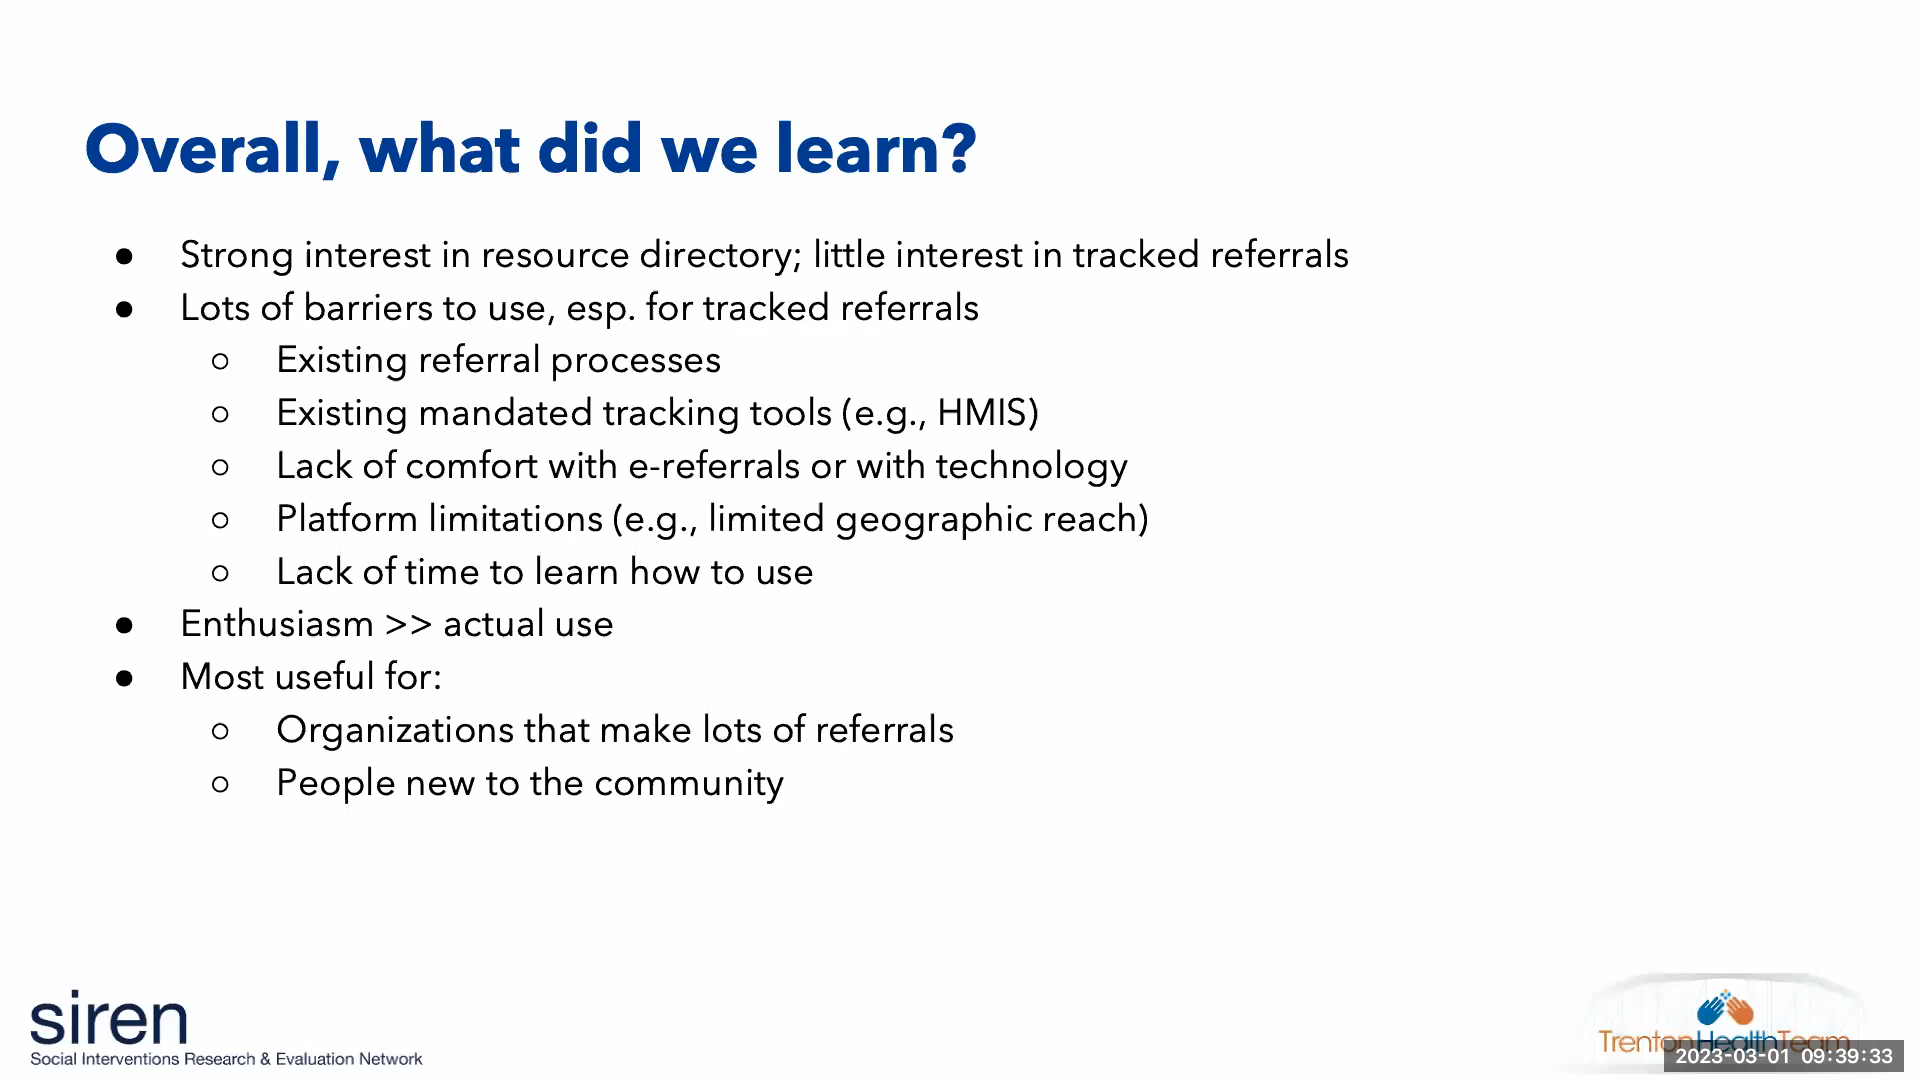 Overall, what did we learn?
● Strong interest in resource directory; little interest in tracked referrals
● Lots of barriers to use, esp. for tracked referrals
○ Existing referral processes
○ Existing mandated tracking tools (e.g., HMIS)
○ Lack of comfort with e-referrals or with technology
○ Platform limitations (e.g., limited geographic reach)
○ Lack of time to learn how to use
● Enthusiasm >> actual use
● Most useful for:
○ Organizations that make lots of referrals
○ People new to the community
siren
Social Interventions Research & Evaluation Network
TrentonHealthTeam
2023-03-01 09:39:33